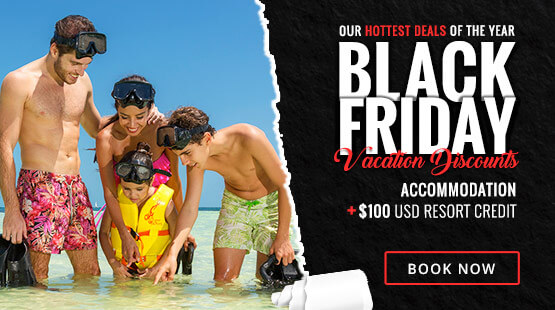 OUR HOTTEST DEALS OF THE YEAR
BLACK
FRIDAY
Vacation Discounts
ACCOMMODATION
+$100 USD RESORT CREDIT
BOOK NOW